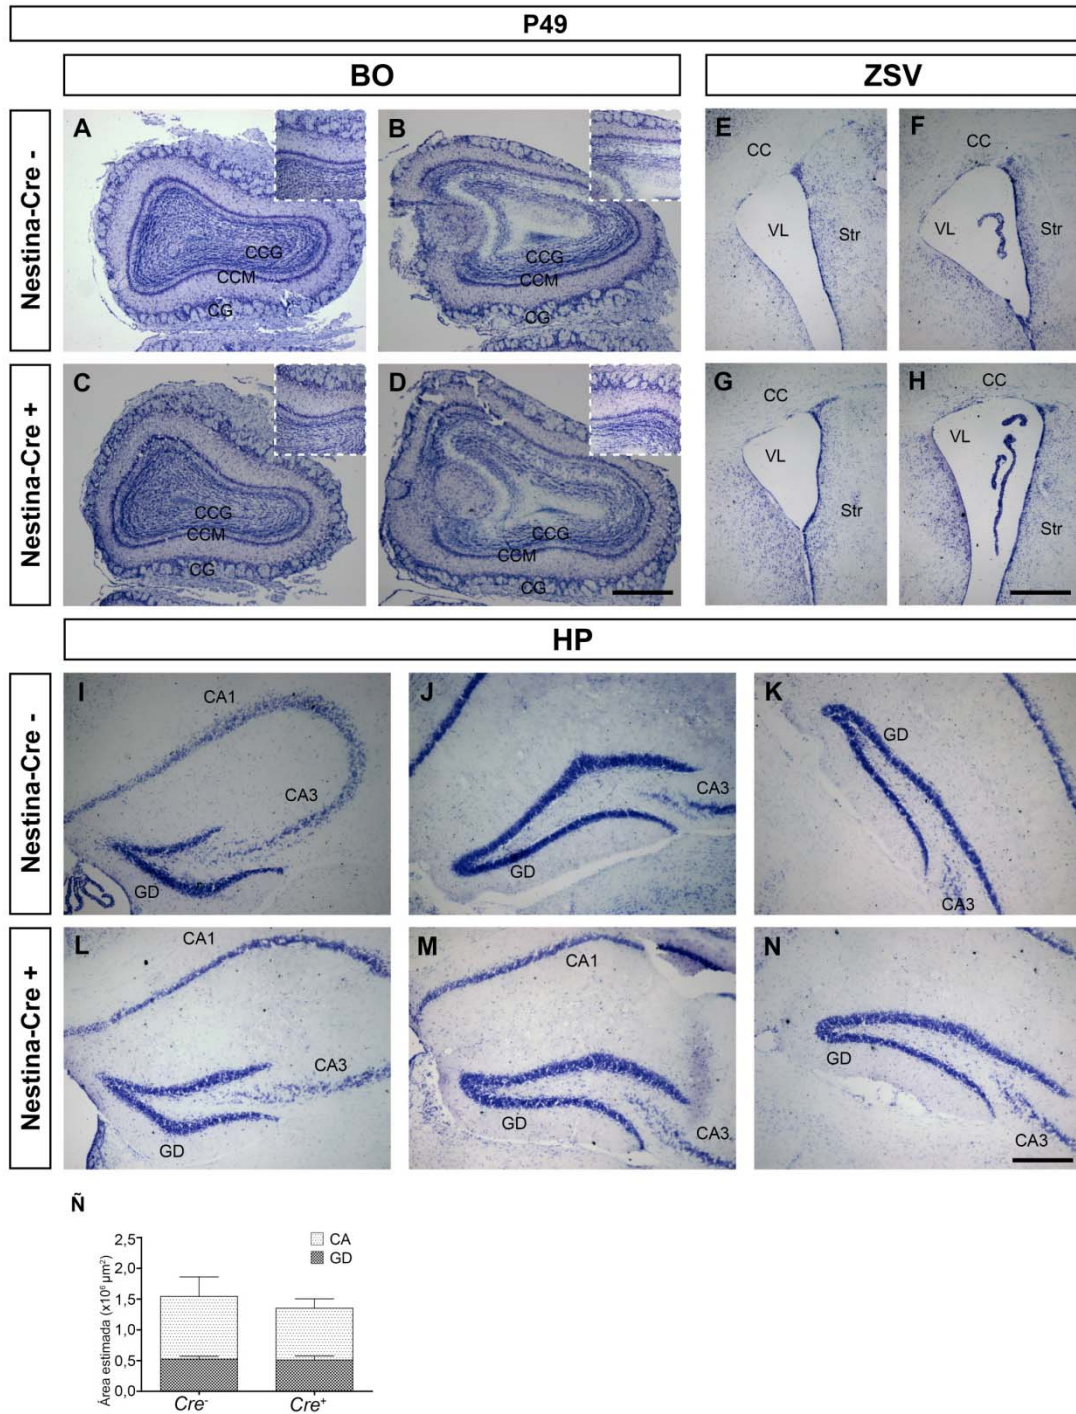 P49
BO
ZSV
Nestina-Cre -
A
CCG
CCM
CG
B
CCG
CCM
CG
E
CC
VL
Str
F
CC
VL
Str
Nestina-Cre +
C
CCG
CCM
CG
D
CCG
CCM
CG
G
CC
VL
Str
H
CC
VL
Str
HP
Nestina-Cre -
I
CA1
CA3
GD
J
CA3
GD
K
GD
CA3
Nestina-Cre +
L
CA1
CA3
GD
M
CA1
GD
CA3
N
GD
CA3
Ñ
Área estimada (x10⁶ µm²)
2,5
2,0
1,5
1,0
0,5
0,0
CA
GD
Cre⁻
Cre⁺